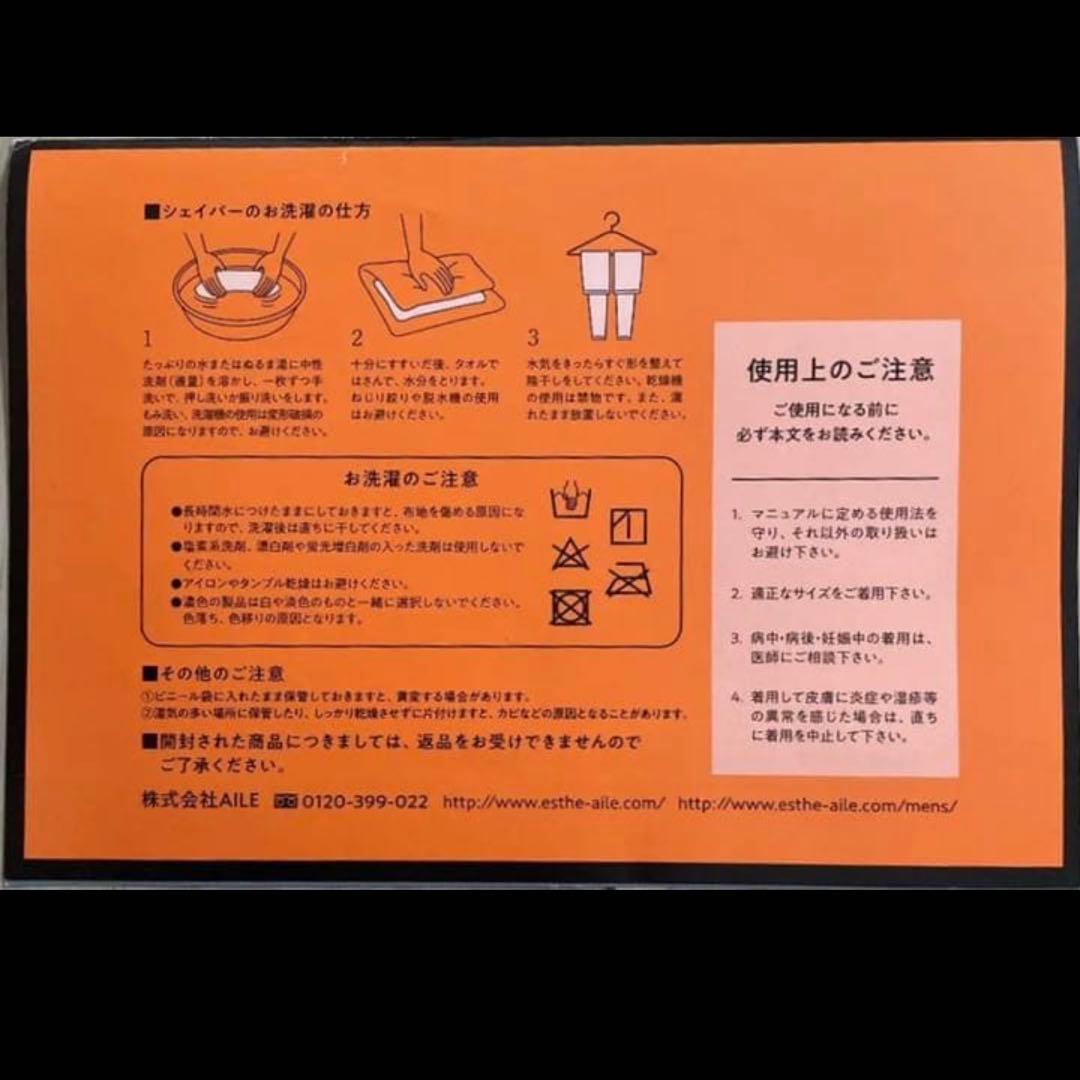 ■シェイパーのお洗濯の仕方
1
たっぷりの水またはぬるま湯に中性
洗剤(適量)を溶かし、一枚ずつ手
洗いで、押し洗いか振り洗いをします。
もみ洗い、洗濯機の使用は変形破損の
原因になりますので、お避けください。
2
十分にすすいだ後、タオルで
はさんで、水分をとります。
ねじり絞りや脱水機の使用
はお避けください。
3
水気をきったらすぐ形を整えて
陰干しをしてください。乾燥機
の使用は禁物です。また、濡
れたまま放置しないでください。
お洗濯のご注意
●長時間水につけたままにしておきますと、布地を傷める原因にな
りますので、洗濯後は直ちに干してください。
●塩素系洗剤、漂白剤や蛍光増白剤の入った洗剤は使用しないで
ください。
●アイロンやタンブル乾燥はお避けください。
●濃色の製品は白や淡色のものと一緒に選択しないでください。
色落ち、色移りの原因となります。
■その他のご注意
①ビニール袋に入れたまま保管しておきますと、黄変する場合があります。
②湿気の多い場所に保管したり、しっかり乾燥させずに片付けますと、カビなどの原因となることがあります。
■開封された商品につきましては、返品をお受けできませんので
ご了承ください。
株式会社AILE 0120-399-022 http://www.esthe-aile.com/ http://www.esthe-aile.com/mens/
使用上のご注意
ご使用になる前に
必ず本文をお読みください。
1. マニュアルに定める使用法を
守り、それ以外の取り扱いは
お避け下さい。
2. 適正なサイズをご着用下さい。
3. 病中・病後・妊娠中の着用は、
医師にご相談下さい。
4. 着用して皮膚に炎症や湿疹等
の異常を感じた場合は、直ち
に着用を中止して下さい。